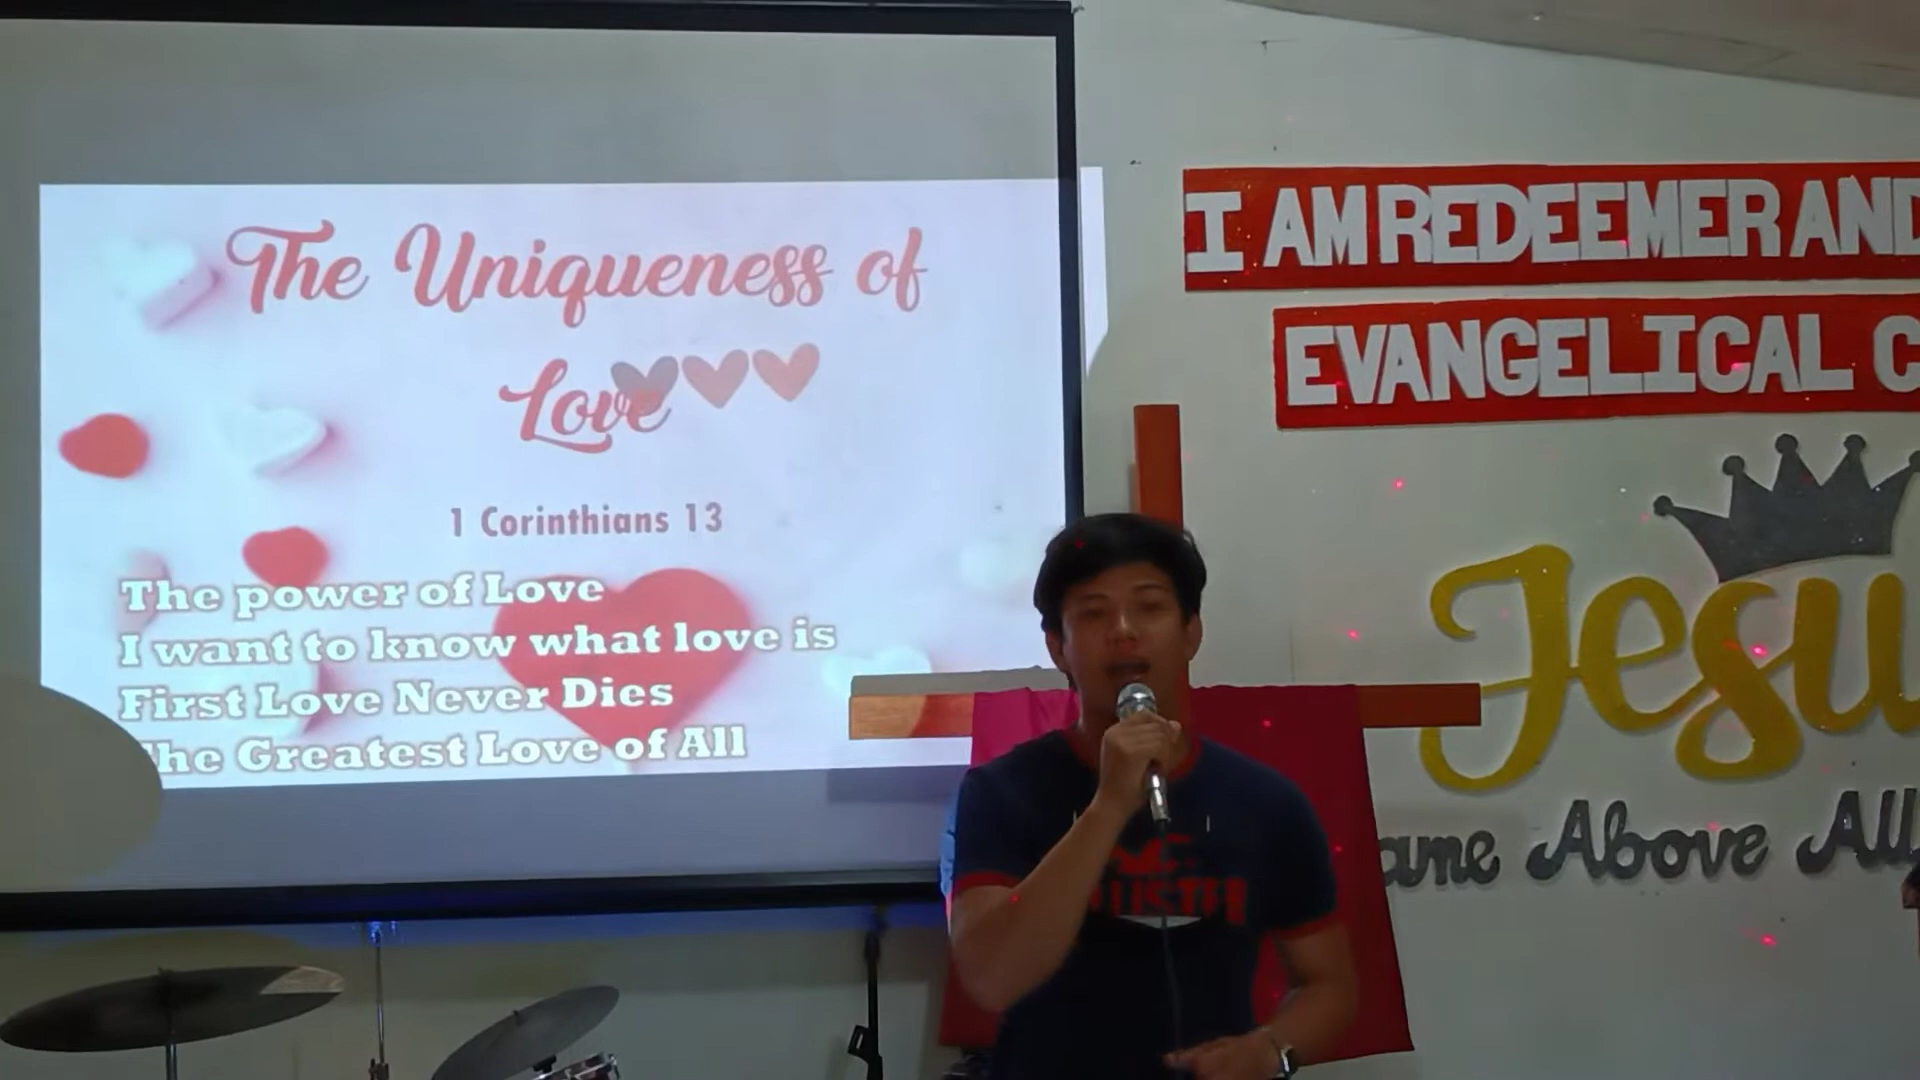 The Uniqueness of
Love
1 Corinthians 13
The power of Love
I want to know what love is
First Love Never Dies
The Greatest Love of All
I AM REDEEMER AND
EVANGELICAL C
Jesu
ame Above All